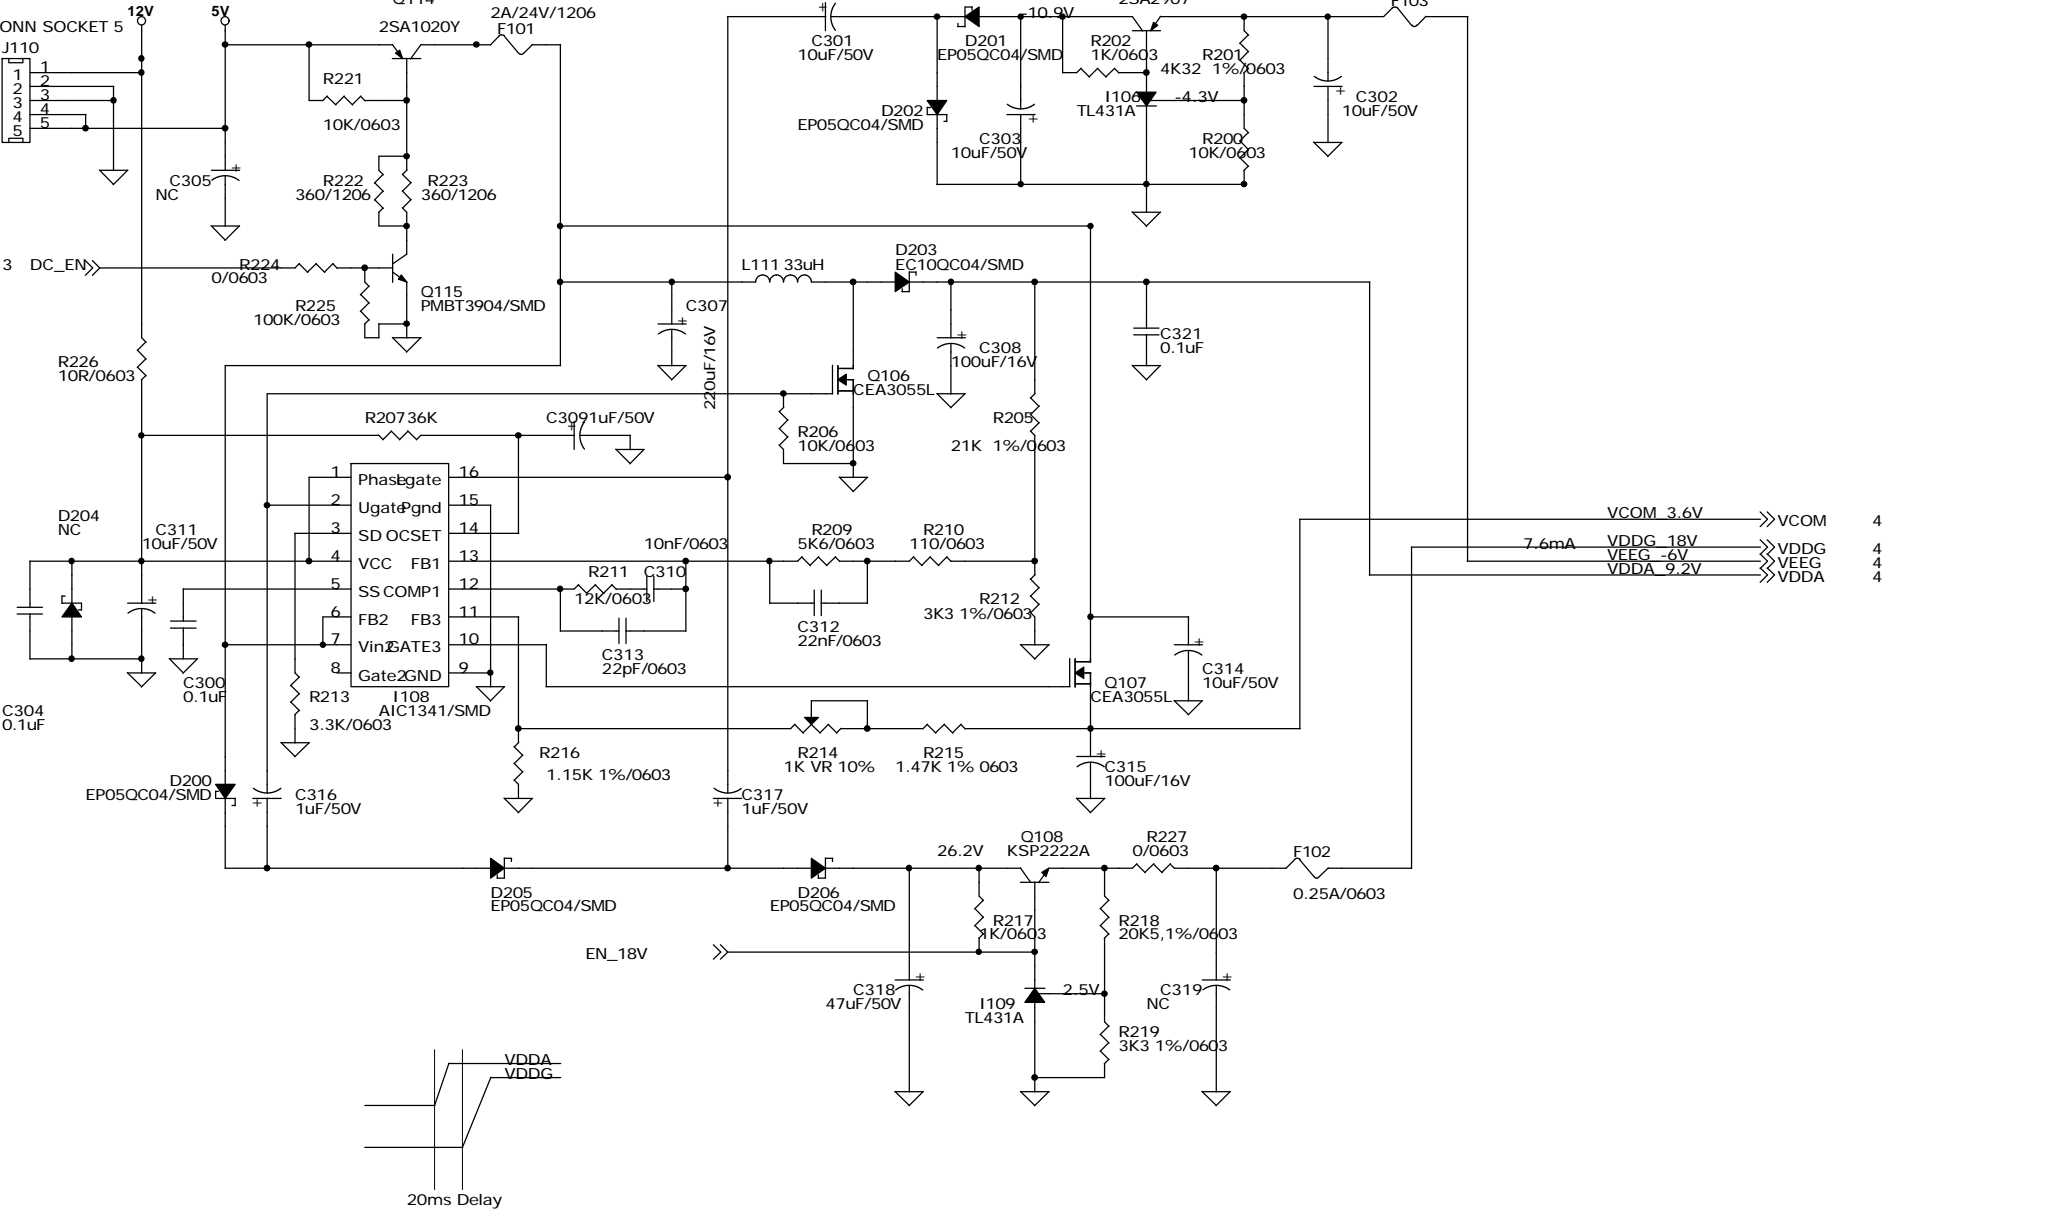 12V
5V
ONN SOCKET 5
J110
1
2
3
4
5
1
2
3
4
5
2SA1020Y
2A/24V/1206
F101
R221
10K/0603
C305
NC
R222
360/1206
R223
360/1206
3 DC_EN
R224
0/0603
R225
100K/0603
Q115
PMBT3904/SMD
R226
10R/0603
C301
10uF/50V
D201
EP05QC04/SMD
-10.9V
R202
1K/0603
4K32 1%/0603
R201
F103
D202
EP05QC04/SMD
C303
10uF/50V
I106
TL431A
-4.3V
R200
10K/0603
C302
10uF/50V
L111 33uH
D203
EC10QC04/SMD
C307
220uF/16V
C308
100uF/16V
C321
0.1uF
Q106
CEA3055L
R206
10K/0603
R205
21K 1%/0603
R207 36K
C309 1uF/50V
D204
NC
C311
10uF/50V
1 Phase Lgate 16
2 Ugate Pgnd 15
3 SD OCSET 14
4 VCC FB1 13
5 SS COMP1 12
6 FB2 FB3 11
7 Vin2 GATE3 10
8 Gate2 GND 9
I108
AIC1341/SMD
10nF/0603
C310
R211
12K/0603
C313
22pF/0603
R209
5K6/0603
R210
110/0603
C312
22nF/0603
R212
3K3 1%/0603
C300
0.1uF
C304
0.1uF
R213
3.3K/0603
R216
1.15K 1%/0603
R214
1K VR 10%
R215
1.47K 1% 0603
Q107
CEA3055L
C314
10uF/50V
C315
100uF/16V
7.6mA
VCOM_3.6V VCOM 4
VDDG_18V VDDG 4
VEEG_-6V VEEG 4
VDDA_9.2V VDDA 4
D200
EP05QC04/SMD
C316
1uF/50V
C317
1uF/50V
D205
EP05QC04/SMD
D206
EP05QC04/SMD
26.2V
Q108
KSP2222A
R227
0/0603
F102
0.25A/0603
R217
1K/0603
R218
20K5,1%/0603
EN_18V
C318
47uF/50V
I109
TL431A
2.5V
C319
NC
R219
3K3 1%/0603
VDDA
VDDG
20ms Delay